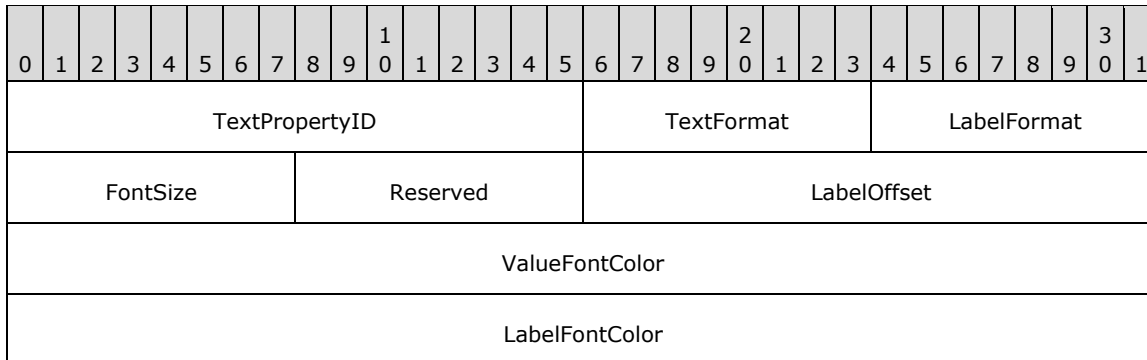 1 2 3
0 1 2 3 4 5 6 7 8 9 0 1 2 3 4 5 6 7 8 9 0 1 2 3 4 5 6 7 8 9 0 1
TextPropertyID TextFormat LabelFormat
FontSize Reserved LabelOffset
ValueFontColor
LabelFontColor